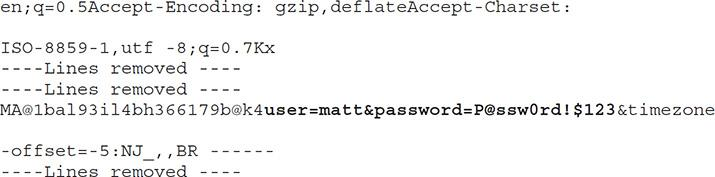 en;q=0.5Accept-Encoding: gzip,deflateAccept-Charset:
ISO-8859-1,utf -8;q=0.7Kx
----Lines removed ----
----Lines removed ----
MA@1bal93il4bh366179b@k4user=matt&password=P@ssw0rd!$123&timezone
-offset=-5:NJ_,,BR ------
----Lines removed ----